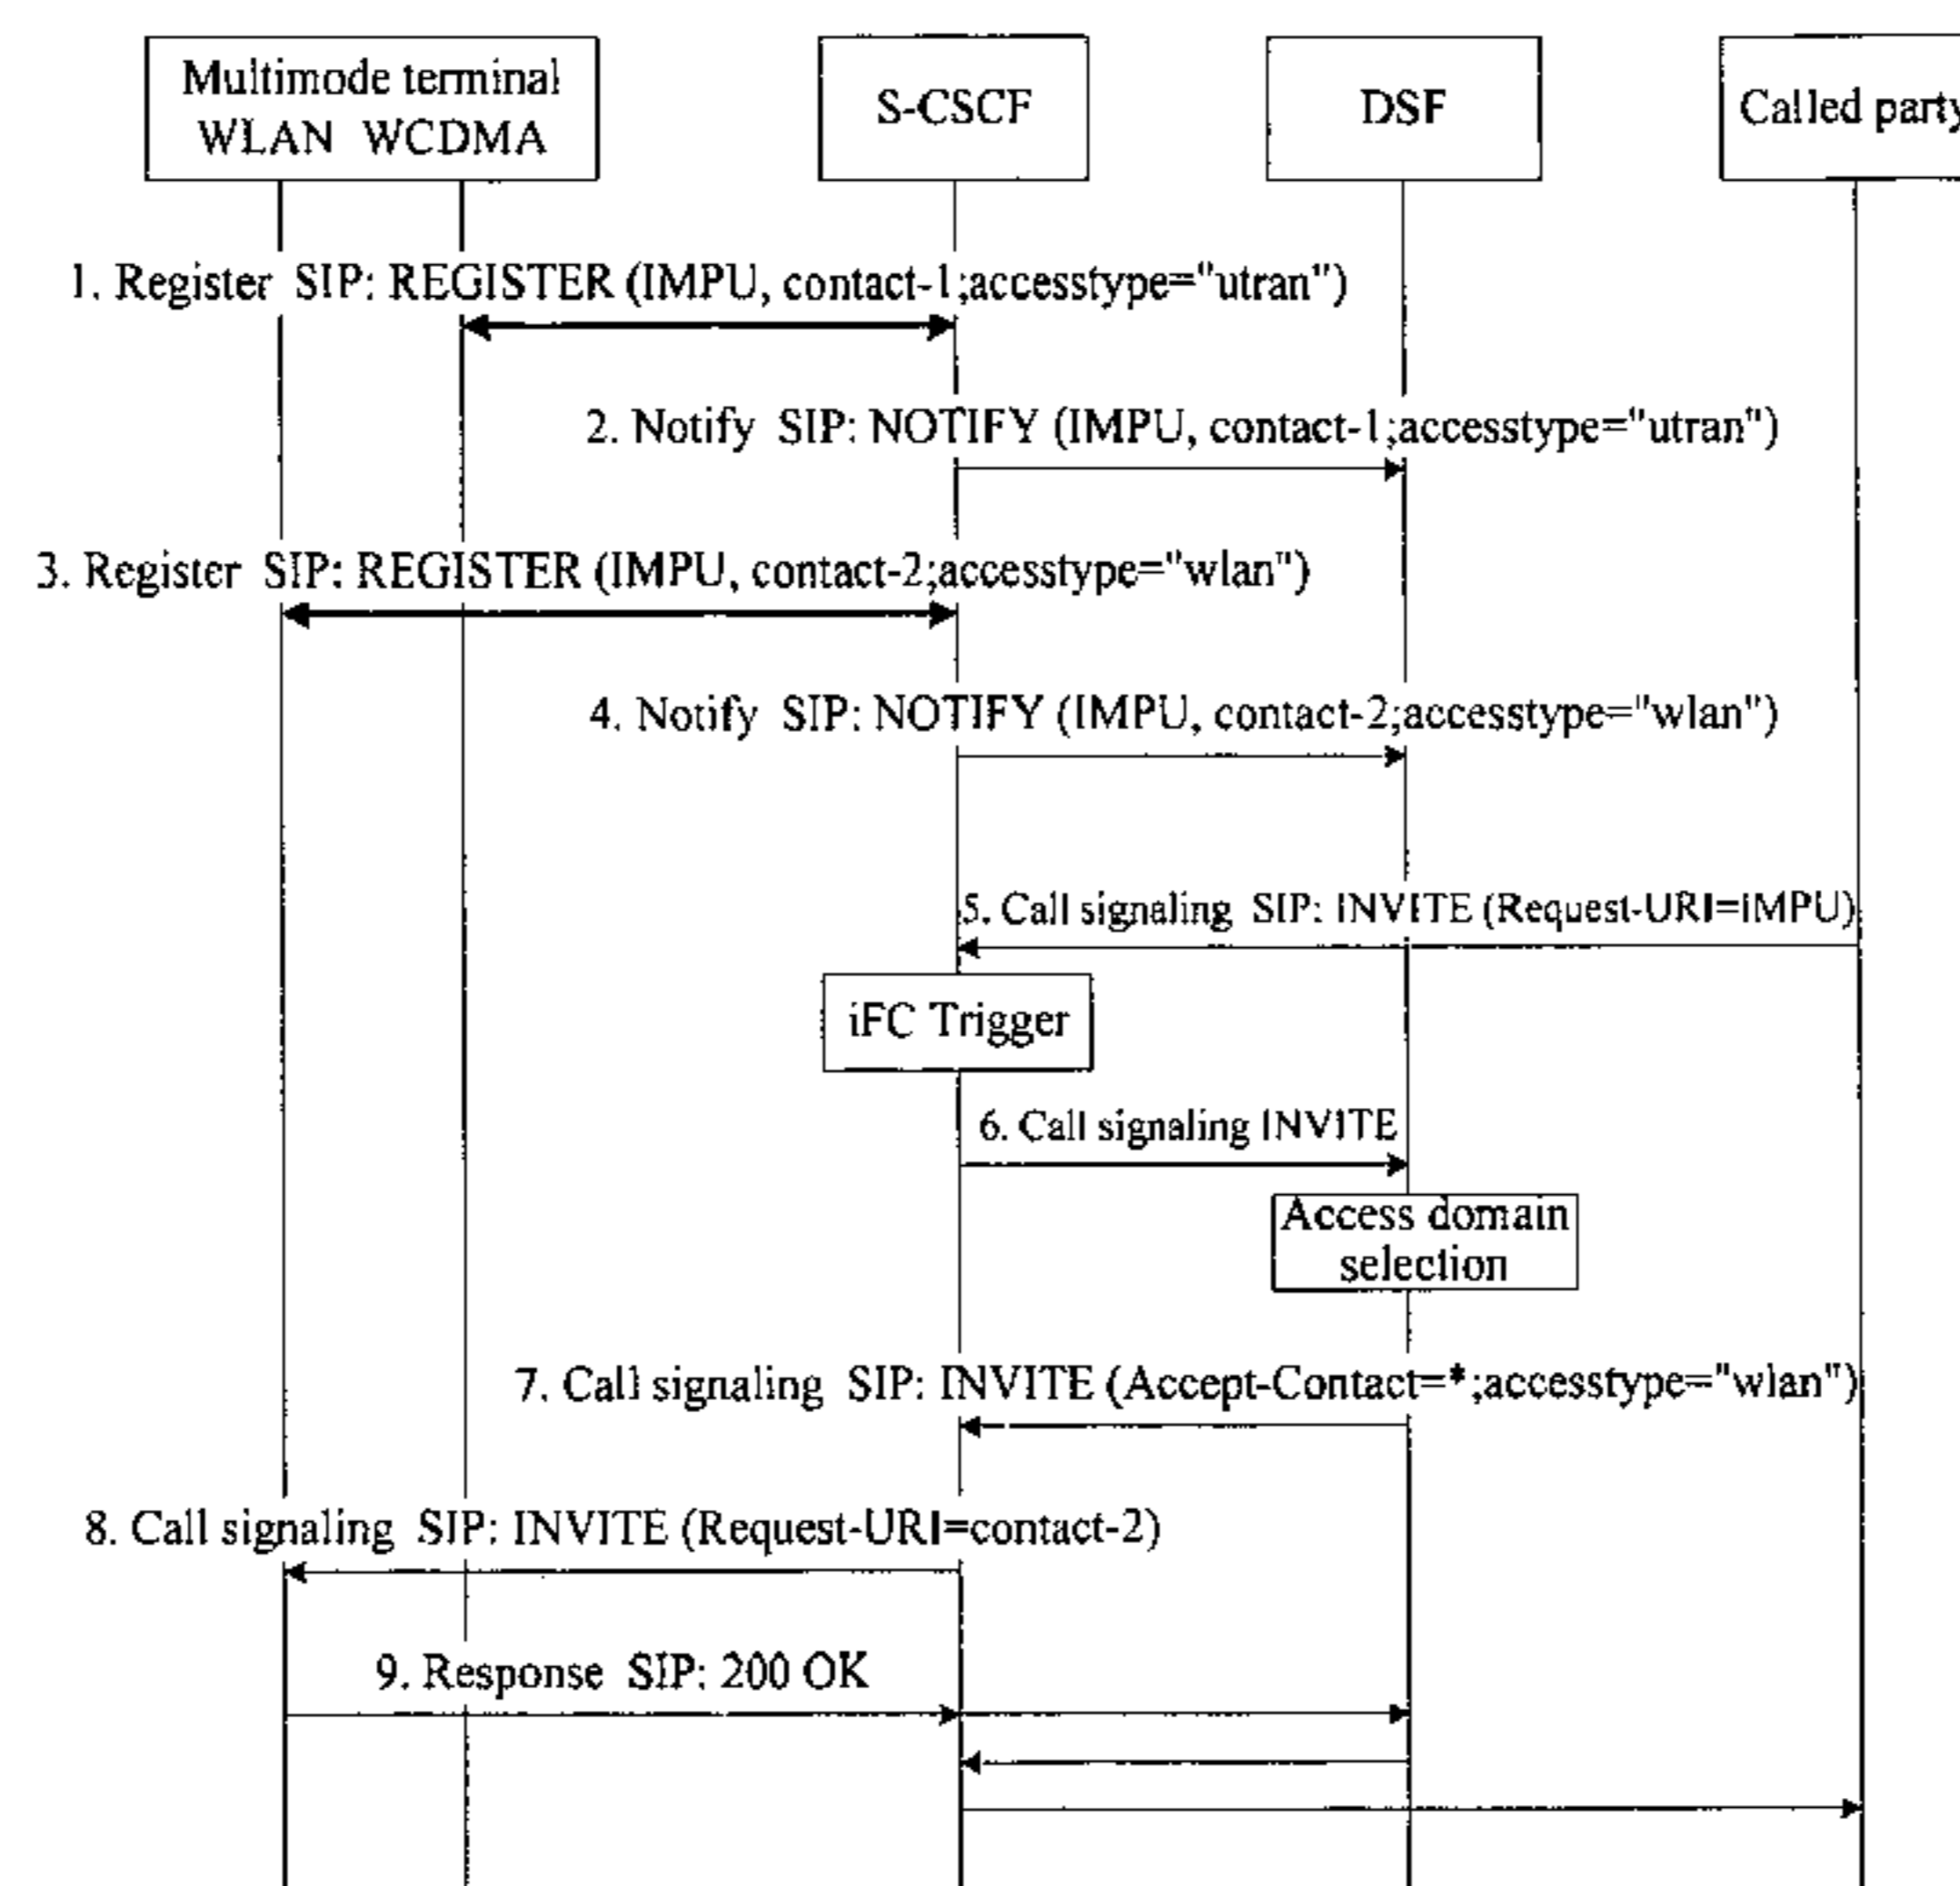 Multimode terminal
WLAN WCDMA
S-CSCF
DSF
Called party
1. Register SIP: REGISTER (IMPU, contact-1;accesstype="utran")
2. Notify SIP: NOTIFY (IMPU, contact-1;accesstype="utran")
3. Register SIP: REGISTER (IMPU, contact-2;accesstype="wlan")
4. Notify SIP: NOTIFY (IMPU, contact-2;accesstype="wlan")
5. Call signaling SIP: INVITE (Request-URI=IMPU)
iFC Trigger
6. Call signaling INVITE
Access domain
selection
7. Call signaling SIP: INVITE (Accept-Contact=*;accesstype="wlan")
8. Call signaling SIP: INVITE (Request-URI=contact-2)
9. Response SIP: 200 OK